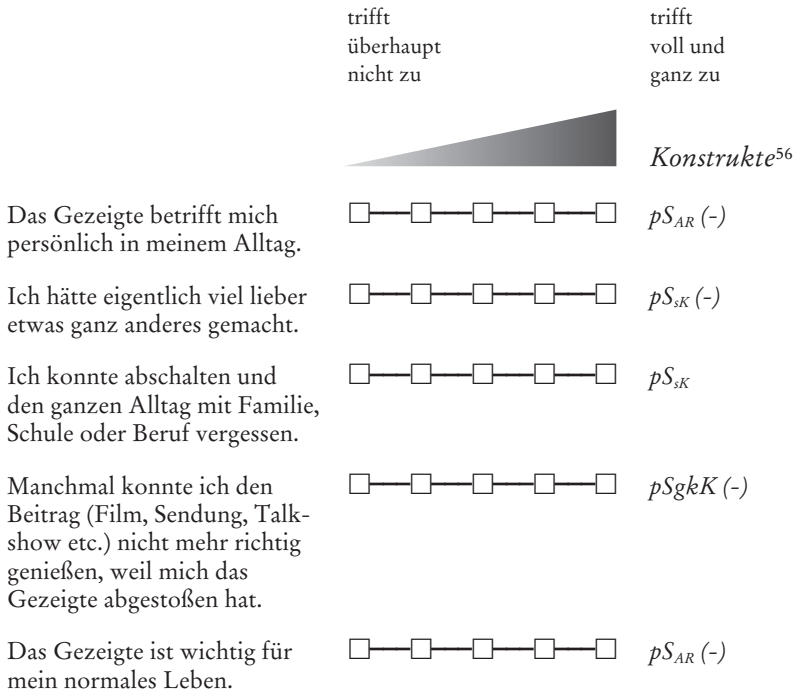 trifft
überhaupt
nicht zu
trifft
voll und
ganz zu
Konstrukte56
Das Gezeigte betrifft mich
persönlich in meinem Alltag.
pSAR (-)
Ich hätte eigentlich viel lieber
etwas ganz anderes gemacht.
pSsK (-)
Ich konnte abschalten und
den ganzen Alltag mit Familie,
Schule oder Beruf vergessen.
pSsK
Manchmal konnte ich den
Beitrag (Film, Sendung, Talk-
show etc.) nicht mehr richtig
genießen, weil mich das
Gezeigte abgestoßen hat.
pSgkK (-)
Das Gezeigte ist wichtig für
mein normales Leben.
pSAR (-)